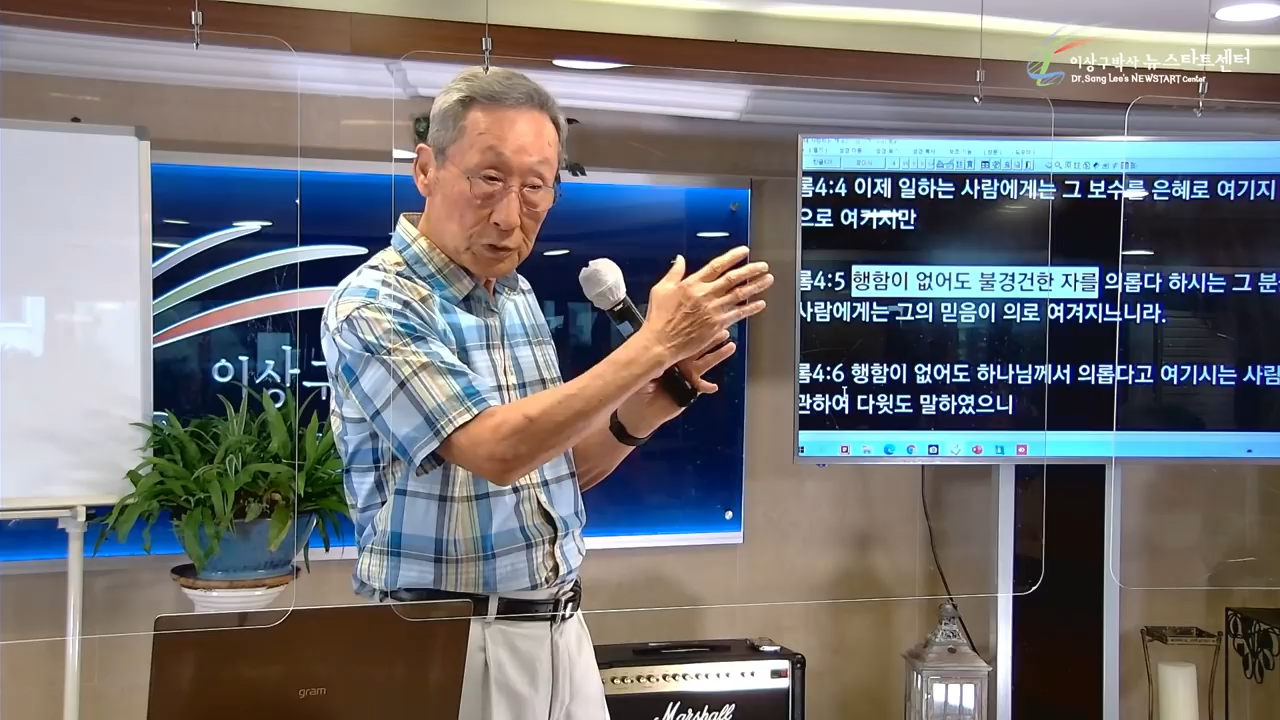 이상구박사 뉴스타트센터
Dr. Sang Lee's NEWSTART Center
롬4:4 이제 일하는 사람에게는 그 보수를 은혜로 여기지
으로 여기지만
롬4:5 행함이 없어도 불경건한 자를 의롭다 하시는 그 분
사람에게는 그의 믿음이 의로 여겨지느니라.
롬4:6 행함이 없어도 하나님께서 의롭다고 여기시는 사람
관하여 다윗도 말하였으니
이상구
gram
Marshall